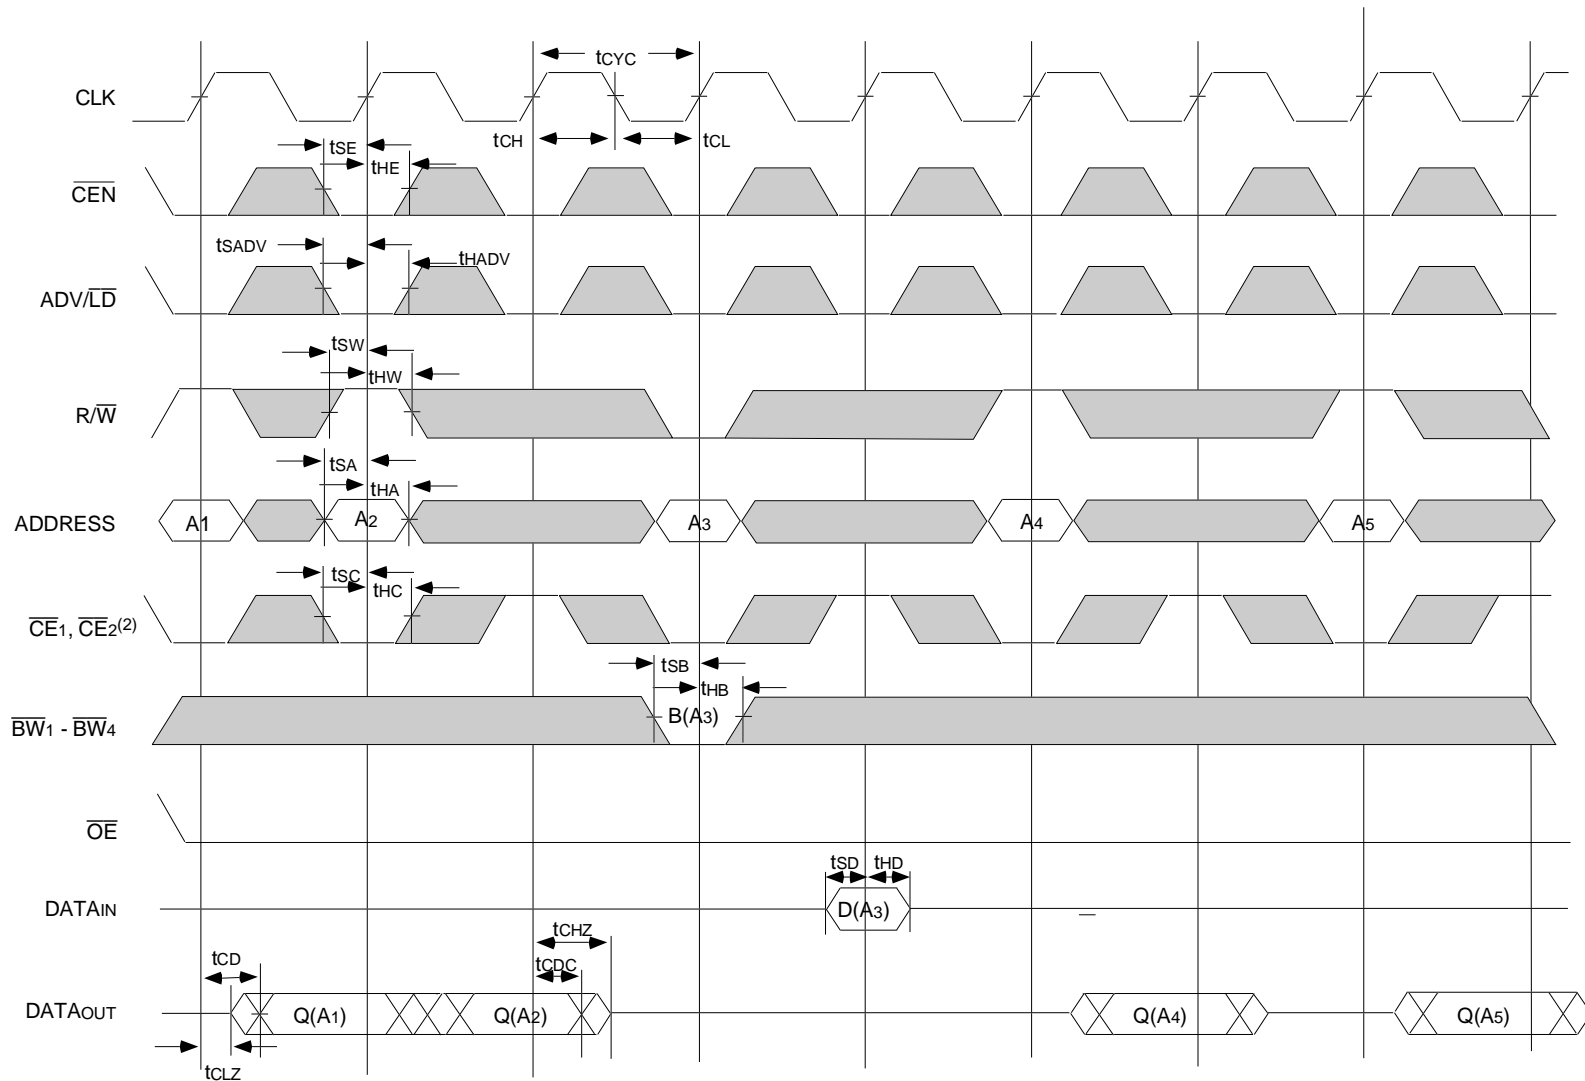 tCYC
CLK
tCH
tCL
tSE
tHE
CEN
tSADV
tHADV
ADV/LD
tSW
tHW
R/W
tSA
tHA
ADDRESS
A1
A2
A3
A4
A5
tSC
tHC
CE1, CE2(2)
tSB
tHB
B(A3)
BW1 - BW4
OE
tSD
tHD
DATAIN
D(A3)
tCHZ
tCD
tCDC
DATAOUT
Q(A1)
Q(A2)
Q(A4)
Q(A5)
tCLZ